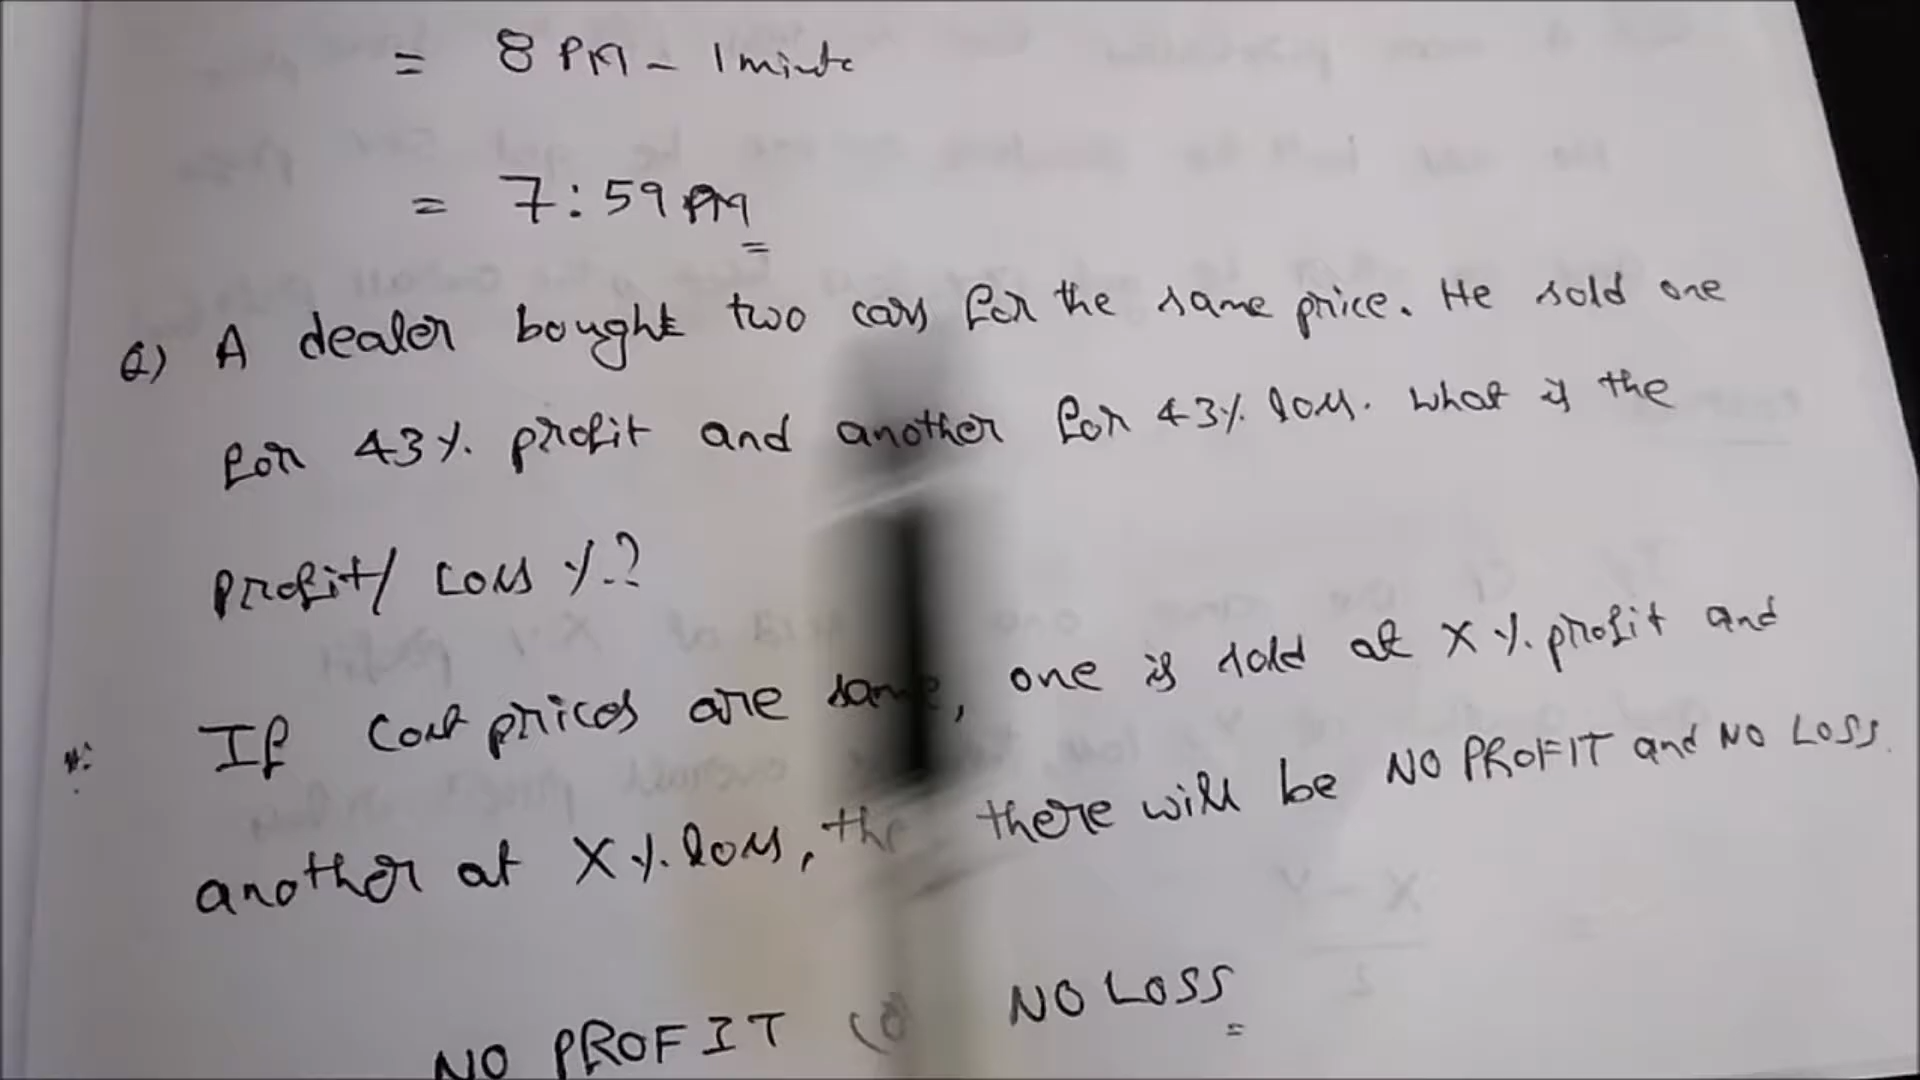 = 8 PM - 1 minute
= 7:59 PM
Q) A dealer bought two cars for the same price. He sold one
for 43%. profit and another for 43%. loss. What is the
Profit/ Loss %.?
If Cost prices are same, one is sold at X %. profit and
another at X %. loss, the there will be NO PROFIT and NO LOSS.
NO PROFIT NO LOSS